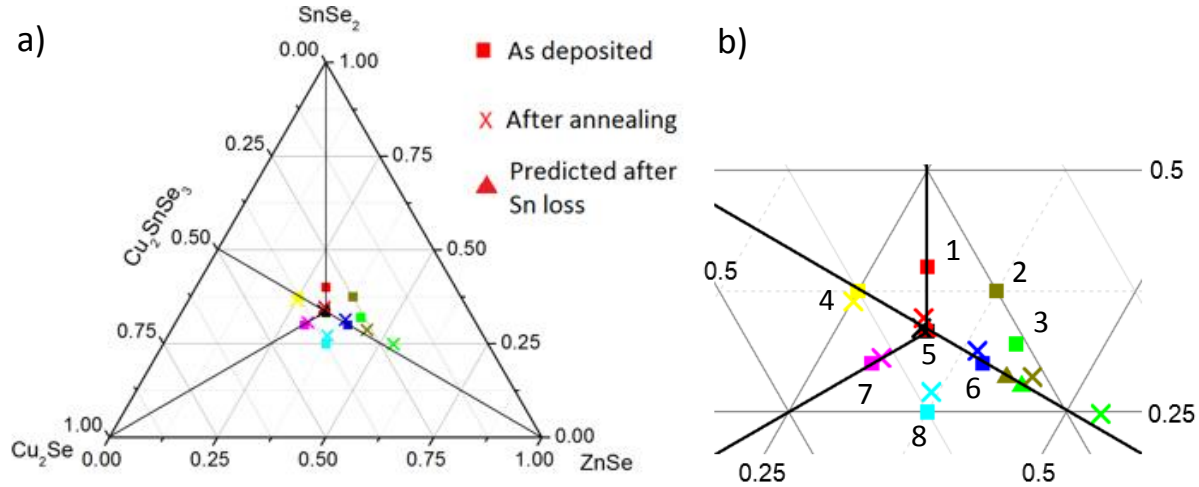 a)
SnSe₂
0.00
1.00
As deposited
After annealing
Predicted after
Sn loss
0.25
0.75
Cu₂SnSe₃
0.50
0.50
0.75
0.25
1.00
0.00
Cu₂Se
ZnSe
0.00
0.25
0.50
0.75
1.00
b)
0.5
1
2
0.5
4
3
5
6
7
8
0.25
0.25
0.5